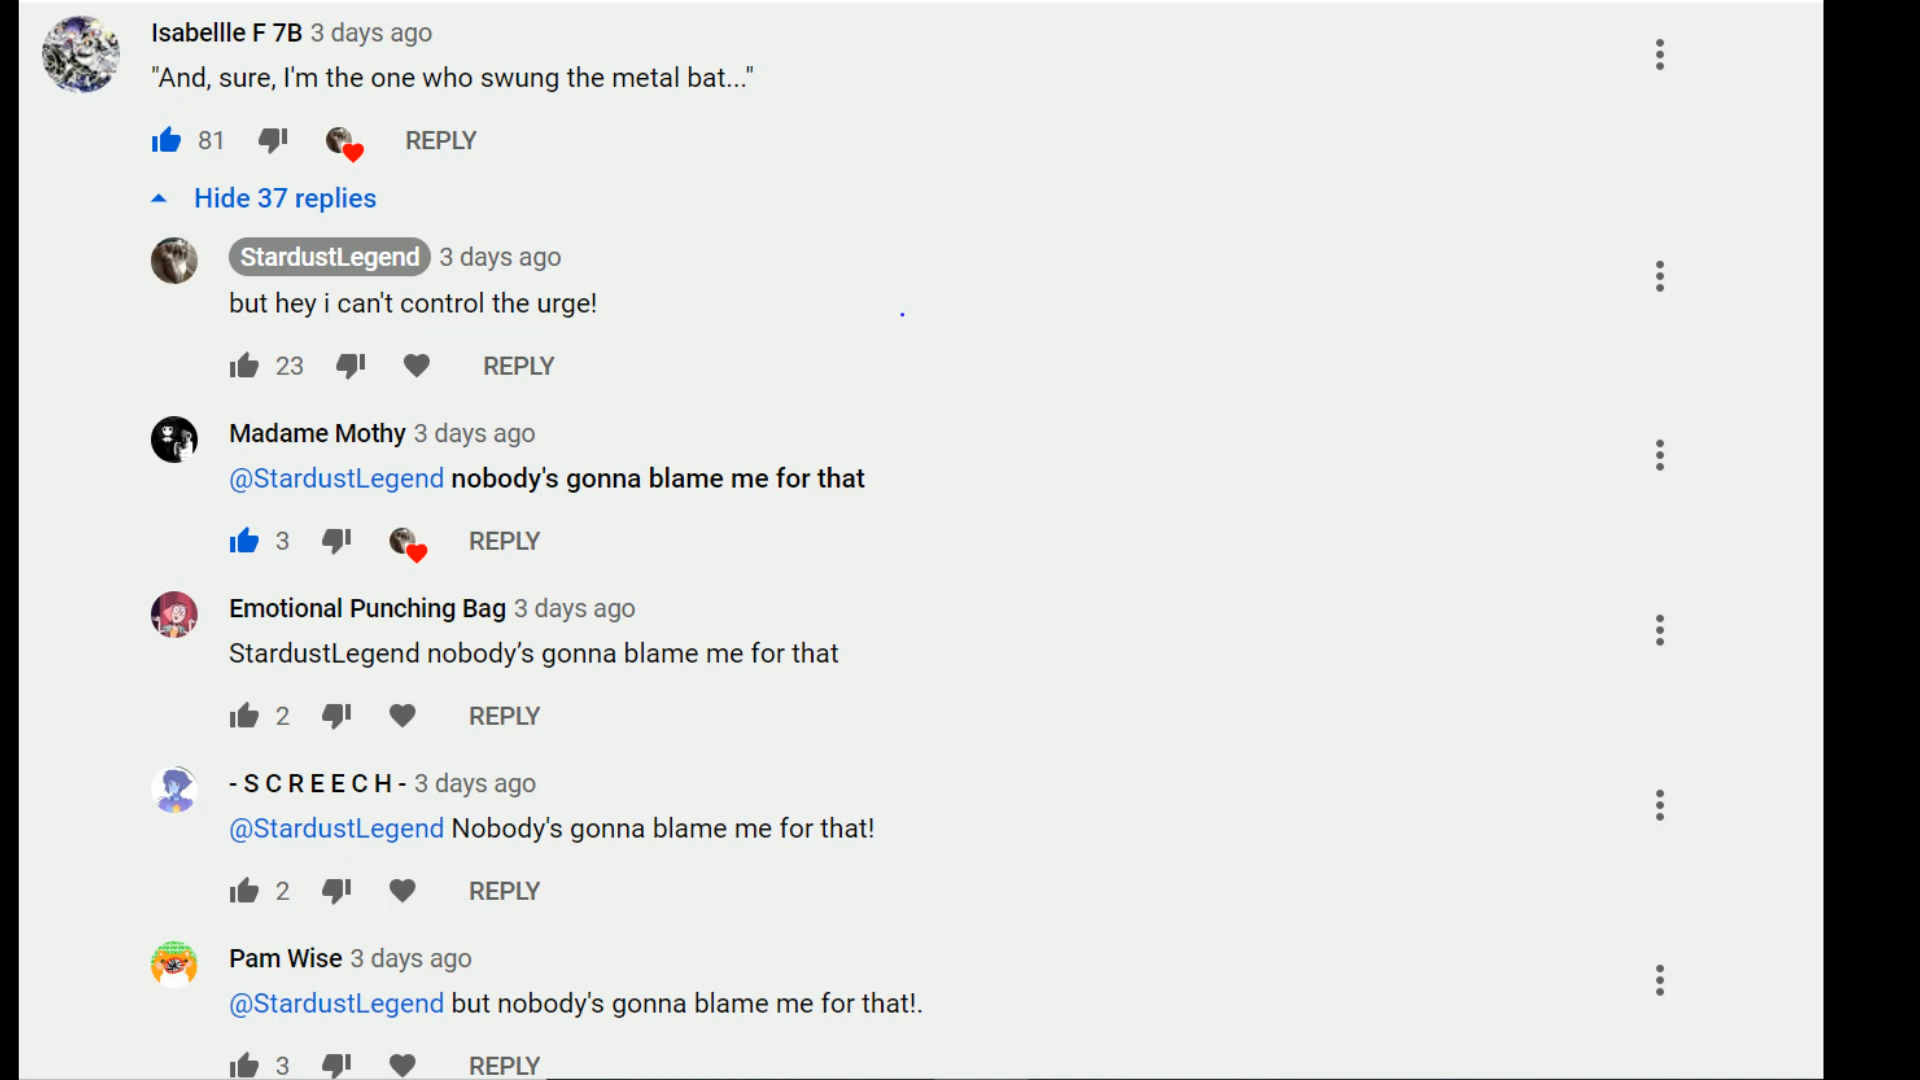 Isabellle F 7B 3 days ago
"And, sure, I'm the one who swung the metal bat..."
81 REPLY
Hide 37 replies
StardustLegend 3 days ago
but hey i can't control the urge!
23 REPLY
Madame Mothy 3 days ago
@StardustLegend nobody's gonna blame me for that
3 REPLY
Emotional Punching Bag 3 days ago
StardustLegend nobody’s gonna blame me for that
2 REPLY
- S C R E E C H - 3 days ago
@StardustLegend Nobody's gonna blame me for that!
2 REPLY
Pam Wise 3 days ago
@StardustLegend but nobody's gonna blame me for that!.
3 REPLY